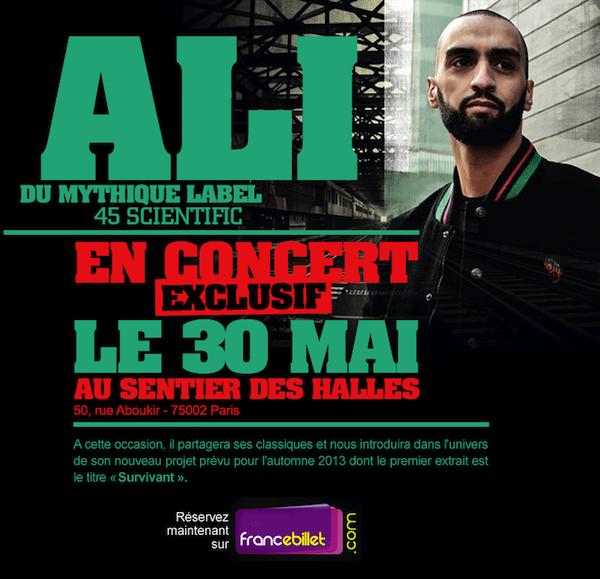 ALI
DU MYTHIQUE LABEL
45 SCIENTIFIC
EN CONCERT
EXCLUSIF
LE 30 MAI
AU SENTIER DES HALLES
50, rue Aboukir - 75002 Paris
A cette occasion, il partagera ses classiques et nous introduira dans l'univers
de son nouveau projet prévu pour l'automne 2013 dont le premier extrait est
le titre « Survivant ».
Réservez
maintenant
sur
francebillet
.com